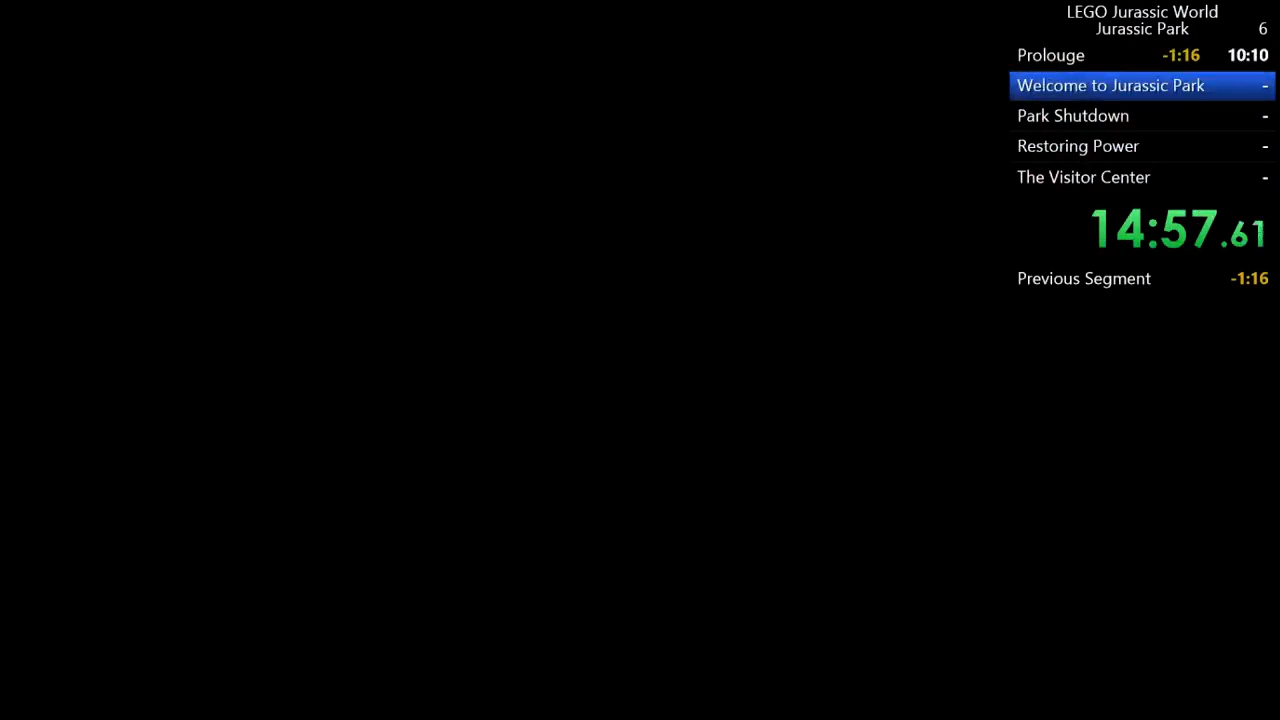 LEGO Jurassic World
Jurassic Park 6
Prolouge -1:16 10:10
Welcome to Jurassic Park -
Park Shutdown -
Restoring Power -
The Visitor Center -
14:57.61
Previous Segment -1:16